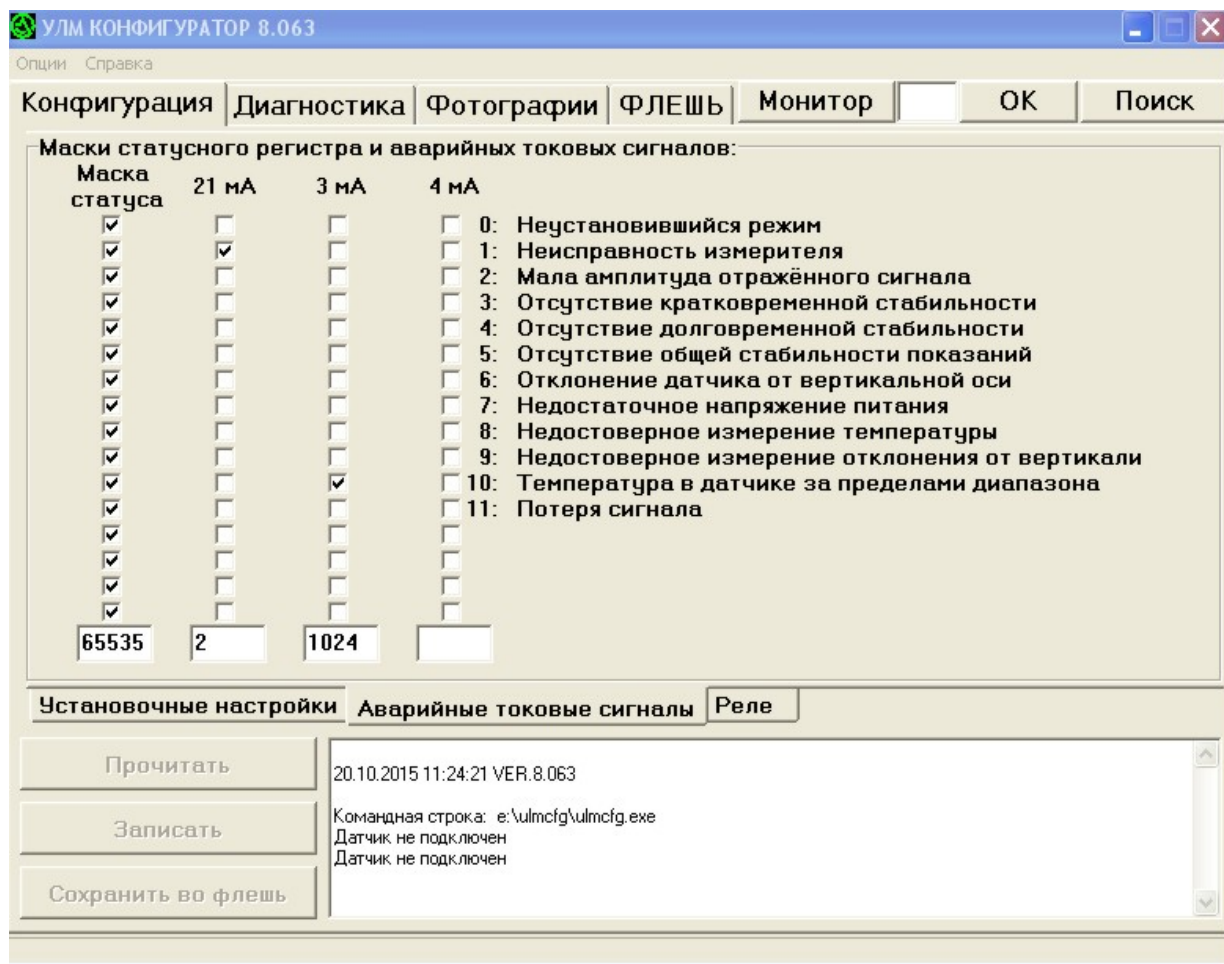 УЛМ КОНФИГУРАТОР 8.063
Опции Справка
Конфигурация Диагностика Фотографии ФЛЕШЬ Монитор OK Поиск
Маски статусного регистра и аварийных токовых сигналов:
Маска статуса 21 мА 3 мА 4 мА
0: Неустановившийся режим
1: Неисправность измерителя
2: Мала амплитуда отражённого сигнала
3: Отсутствие кратковременной стабильности
4: Отсутствие долговременной стабильности
5: Отсутствие общей стабильности показаний
6: Отклонение датчика от вертикальной оси
7: Недостаточное напряжение питания
8: Недостоверное измерение температуры
9: Недостоверное измерение отклонения от вертикали
10: Температура в датчике за пределами диапазона
11: Потеря сигнала
65535 2 1024
Установочные настройки Аварийные токовые сигналы Реле
Прочитать
Записать
Сохранить во флешь
20.10.2015 11:24:21 VER.8.063
Командная строка: e:\ulmcfg\ulmcfg.exe
Датчик не подключен
Датчик не подключен